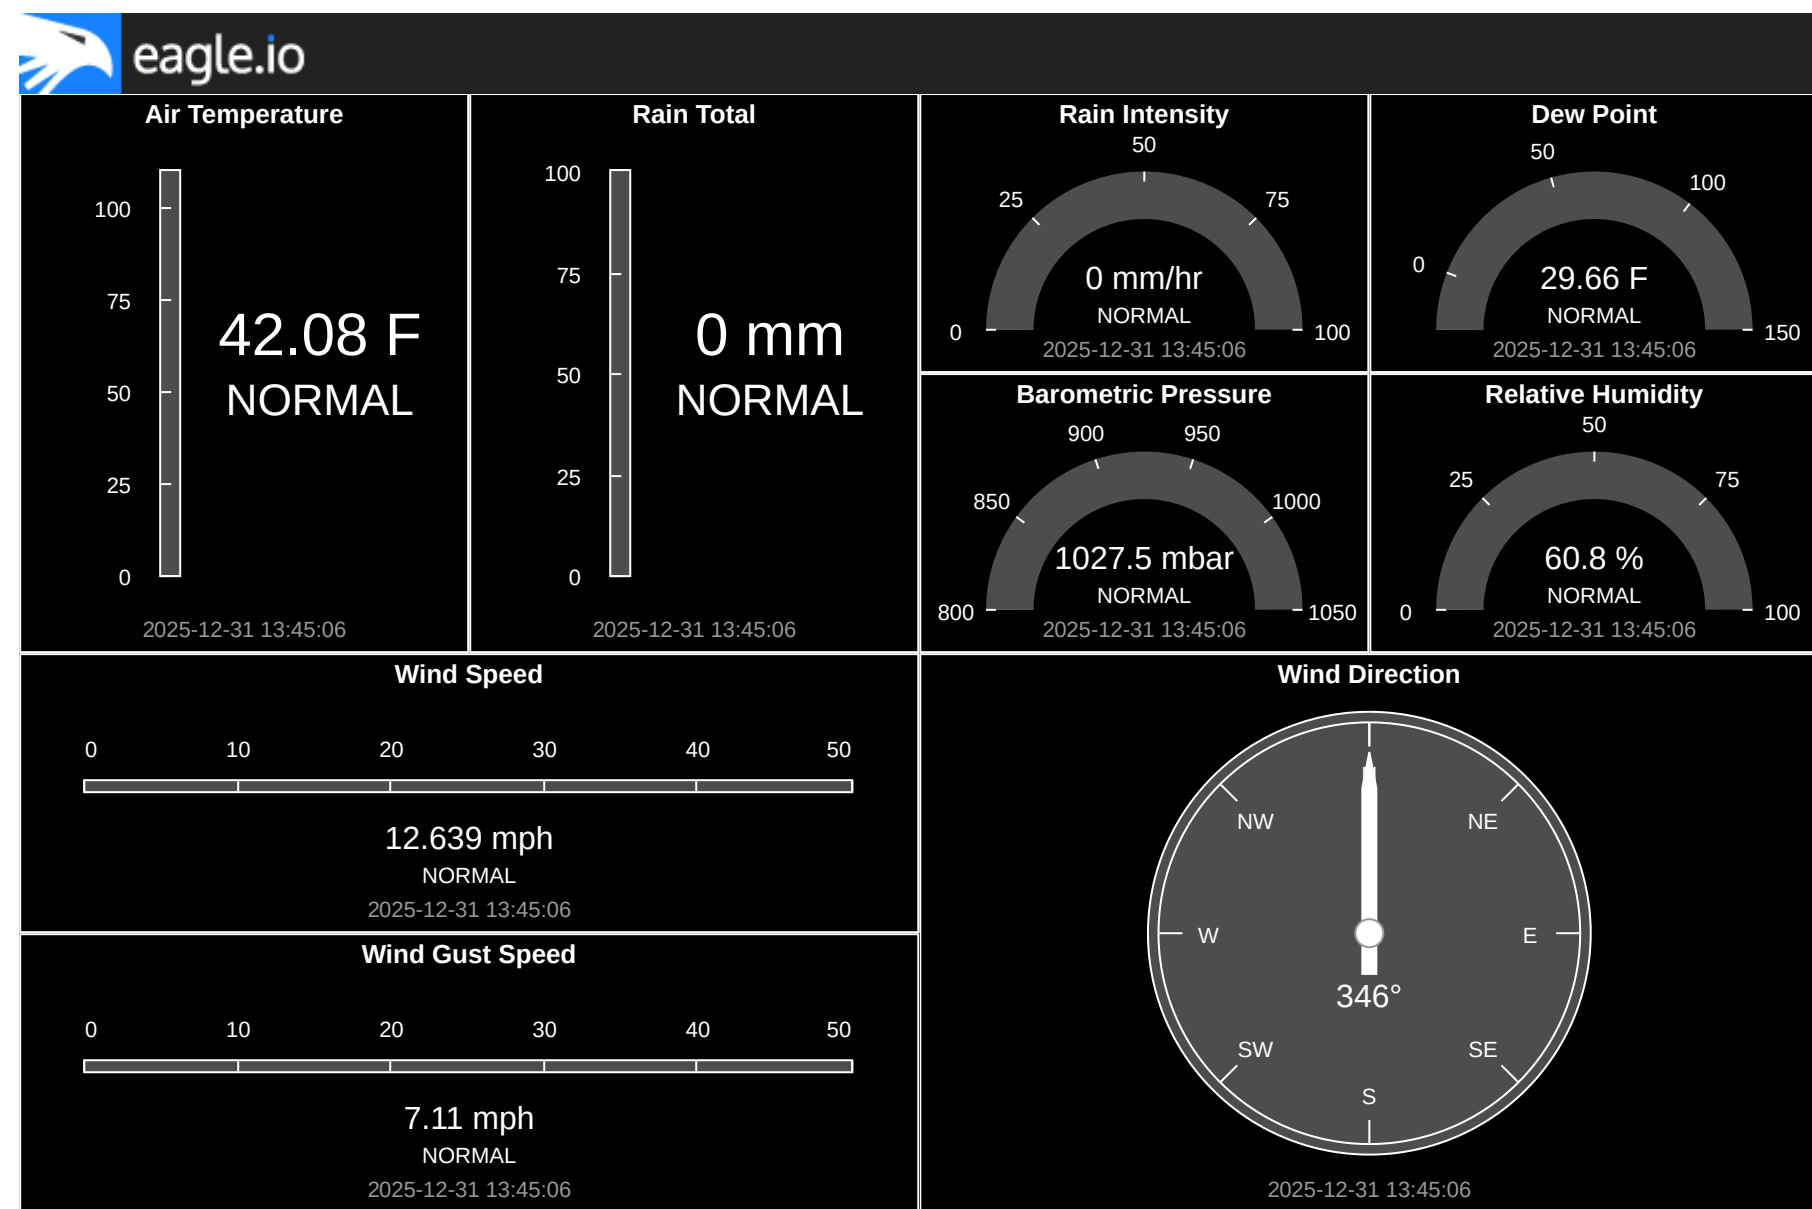 eagle.io
Air Temperature
100
75
50
25
0
42.08 F
NORMAL
2025-12-31 13:45:06
Rain Total
100
75
50
25
0
0 mm
NORMAL
2025-12-31 13:45:06
Rain Intensity
50
25
75
0
100
0 mm/hr
NORMAL
2025-12-31 13:45:06
Dew Point
50
100
0
150
29.66 F
NORMAL
2025-12-31 13:45:06
Barometric Pressure
900
950
850
1000
800
1050
1027.5 mbar
NORMAL
2025-12-31 13:45:06
Relative Humidity
50
25
75
0
100
60.8 %
NORMAL
2025-12-31 13:45:06
Wind Speed
0 10 20 30 40 50
12.639 mph
NORMAL
2025-12-31 13:45:06
Wind Gust Speed
0 10 20 30 40 50
7.11 mph
NORMAL
2025-12-31 13:45:06
Wind Direction
NW NE
W E
346°
SW SE
S
2025-12-31 13:45:06